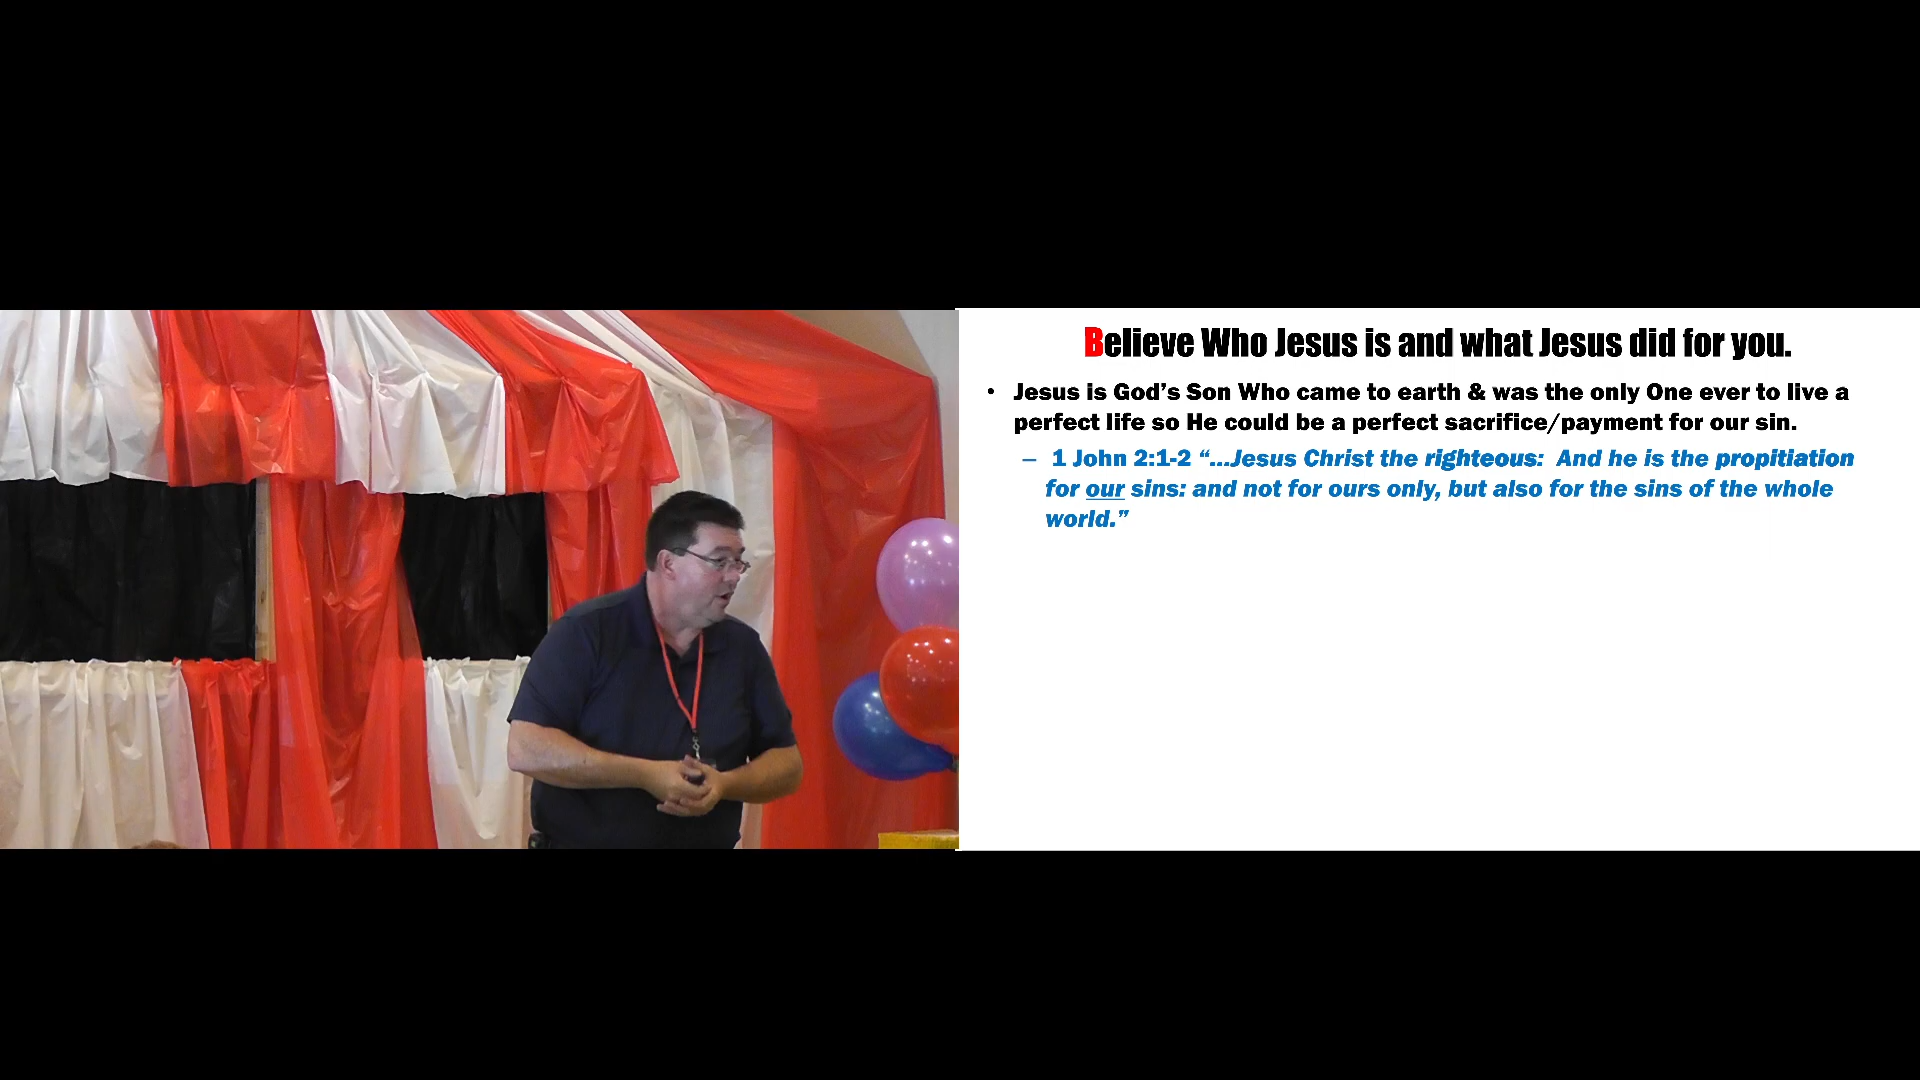 Believe Who Jesus is and what Jesus did for you.
• Jesus is God’s Son Who came to earth & was the only One ever to live a
perfect life so He could be a perfect sacrifice/payment for our sin.
– 1 John 2:1-2 “...Jesus Christ the righteous: And he is the propitiation
for our sins: and not for ours only, but also for the sins of the whole
world.”